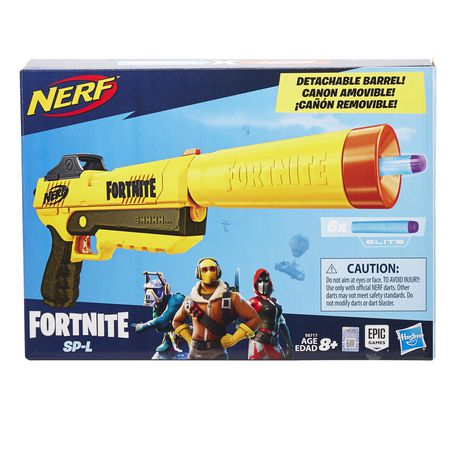 NERF
DETACHABLE BARREL!
CANON AMOVIBLE!
¡CAÑÓN REMOVIBLE!
NERF
FORTNITE
FORTNITE
SHHHH...
6x
ELITE
CAUTION:
Do not aim at eyes or face. TO AVOID INJURY:
Use only with official NERF darts. Other
darts may not meet safety standards. Do
not modify darts or dart blaster.
FORTNITE
SP-L
E6717
AGE
EDAD 8+
EPIC
GAMES
Hasbro